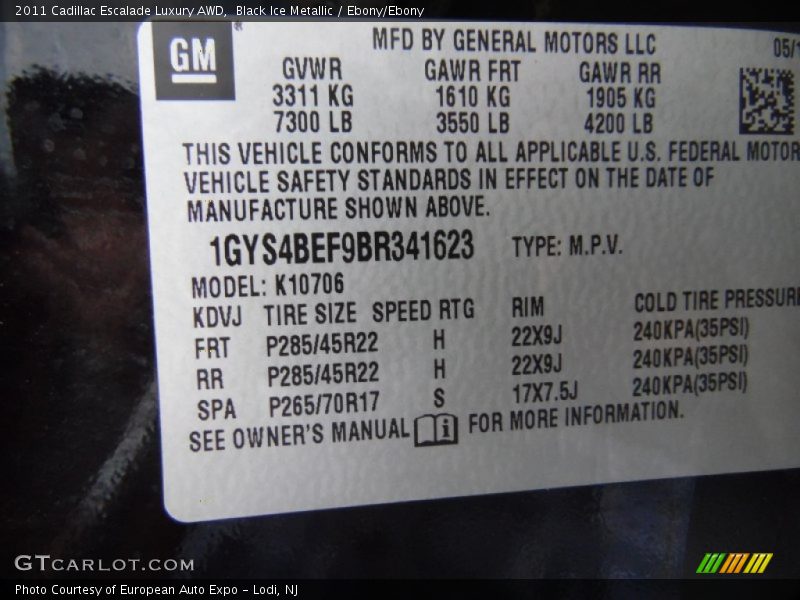 2011 Cadillac Escalade Luxury AWD, Black Ice Metallic / Ebony/Ebony
GM
MFD BY GENERAL MOTORS LLC 05/
GVWR GAWR FRT GAWR RR
3311 KG 1610 KG 1905 KG
7300 LB 3550 LB 4200 LB
THIS VEHICLE CONFORMS TO ALL APPLICABLE U.S. FEDERAL MOTOR
VEHICLE SAFETY STANDARDS IN EFFECT ON THE DATE OF
MANUFACTURE SHOWN ABOVE.
1GYS4BEF9BR341623 TYPE: M.P.V.
MODEL: K10706
KDVJ TIRE SIZE SPEED RTG RIM COLD TIRE PRESSURE
FRT P285/45R22 H 22X9J 240KPA(35PSI)
RR P285/45R22 H 22X9J 240KPA(35PSI)
SPA P265/70R17 S 17X7.5J 240KPA(35PSI)
SEE OWNER'S MANUAL i FOR MORE INFORMATION.
GTCARLOT.COM
Photo Courtesy of European Auto Expo - Lodi, NJ